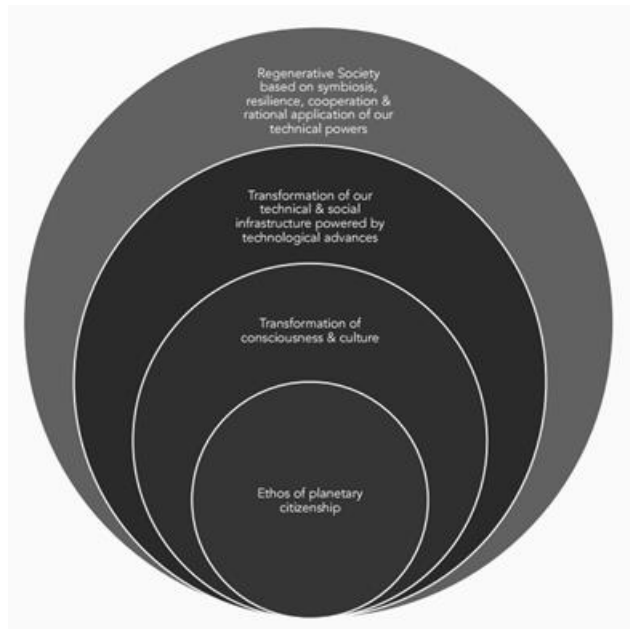 Regenerative Society
based on symbiosis,
resilience, cooperation &
rational application of our
technical powers
Transformation of our
technical & social
infrastructure powered by
technological advances
Transformation of
consciousness & culture
Ethos of planetary
citizenship